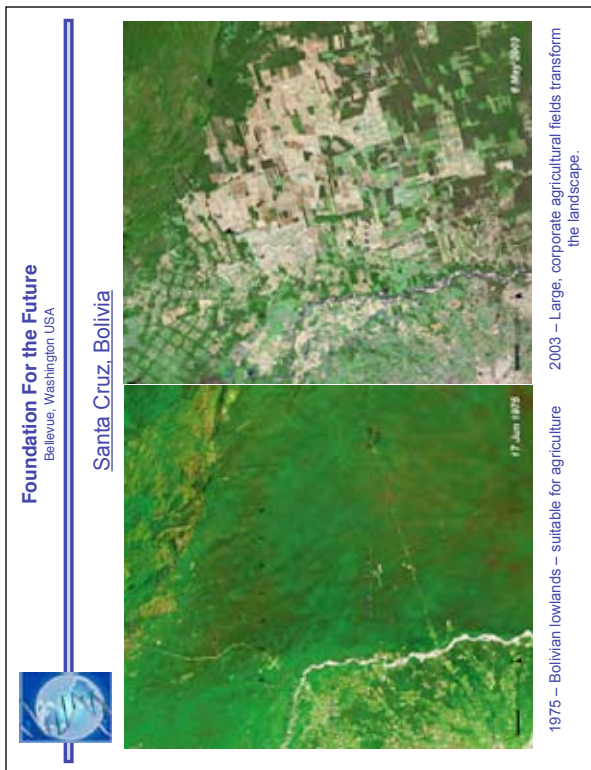 Foundation For the Future
Bellevue, Washington USA
Santa Cruz, Bolivia
17 Jun 1975
6 May 2003
1975 – Bolivian lowlands – suitable for agriculture
2003 – Large, corporate agricultural fields transform
the landscape.